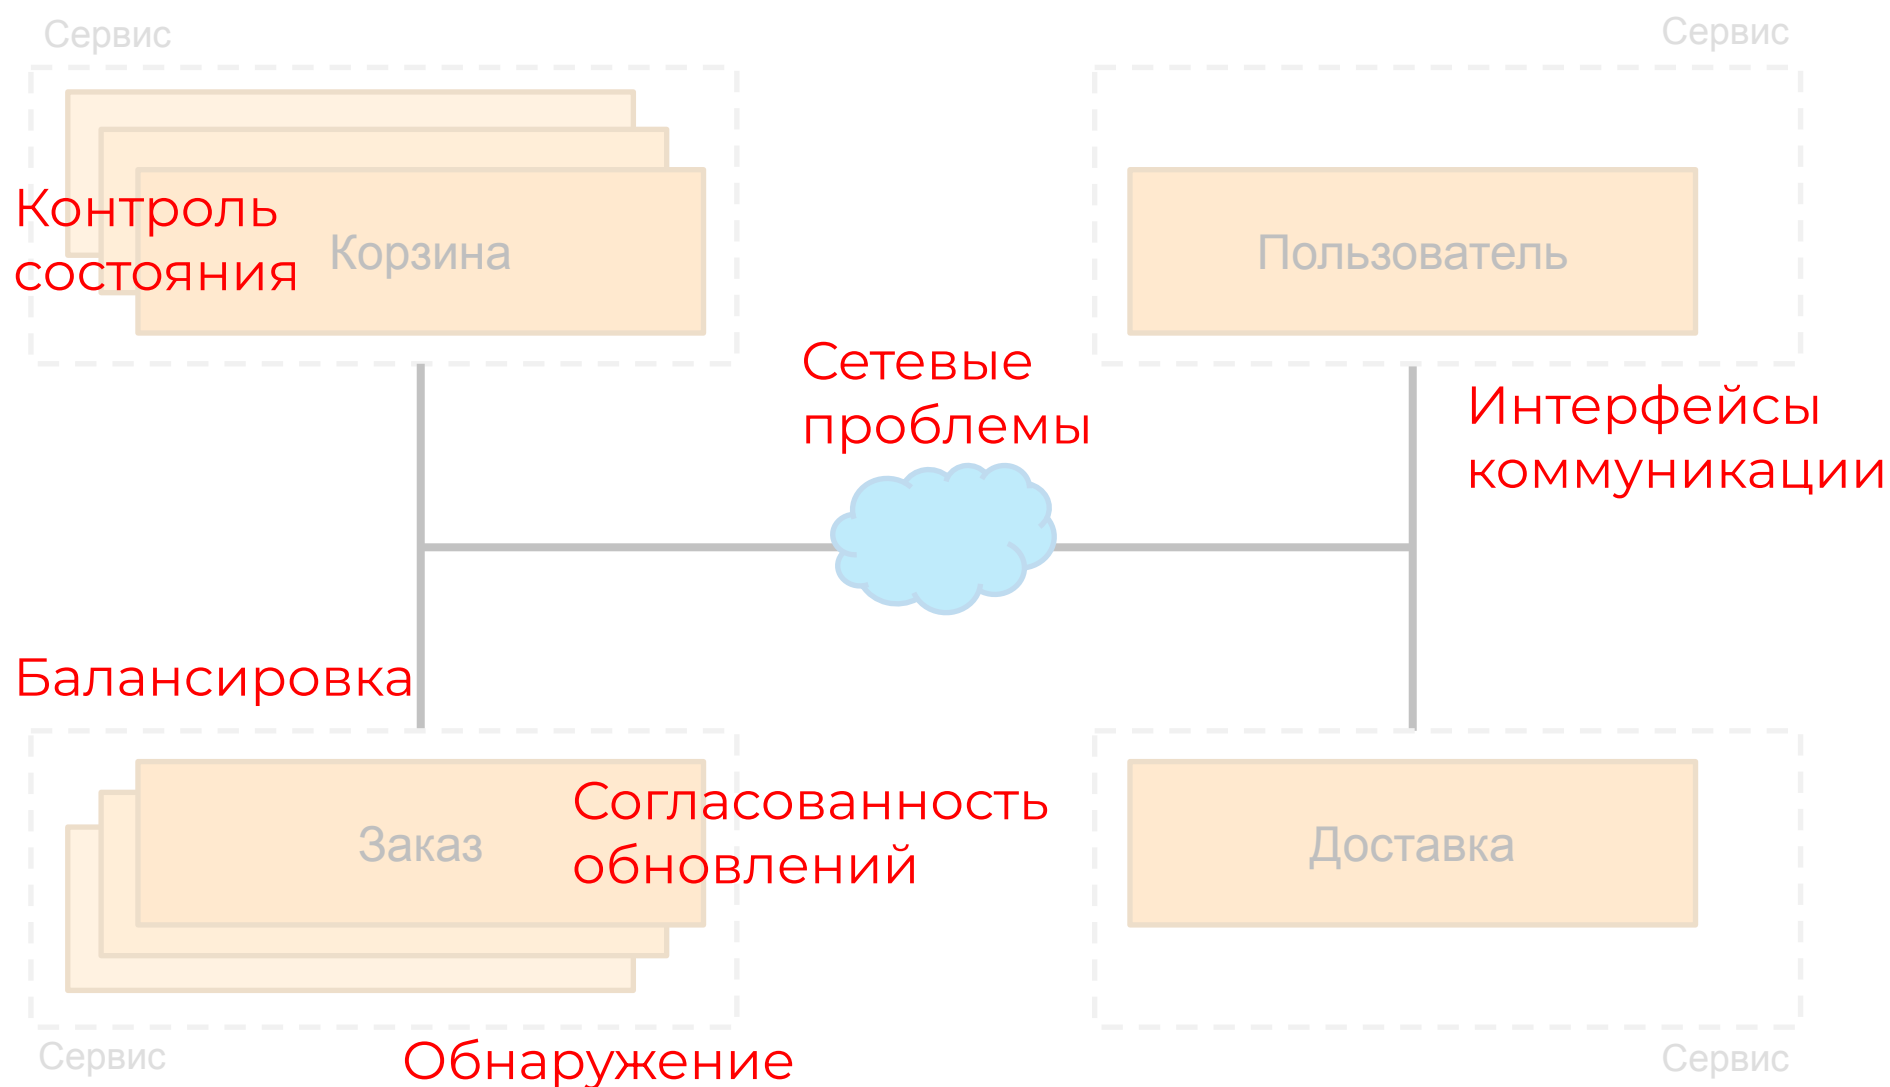 Сервис
Сервис
Контроль
состояния
Корзина
Пользователь
Сетевые
проблемы
Интерфейсы
коммуникации
Балансировка
Заказ
Согласованность
обновлений
Доставка
Сервис
Обнаружение
Сервис